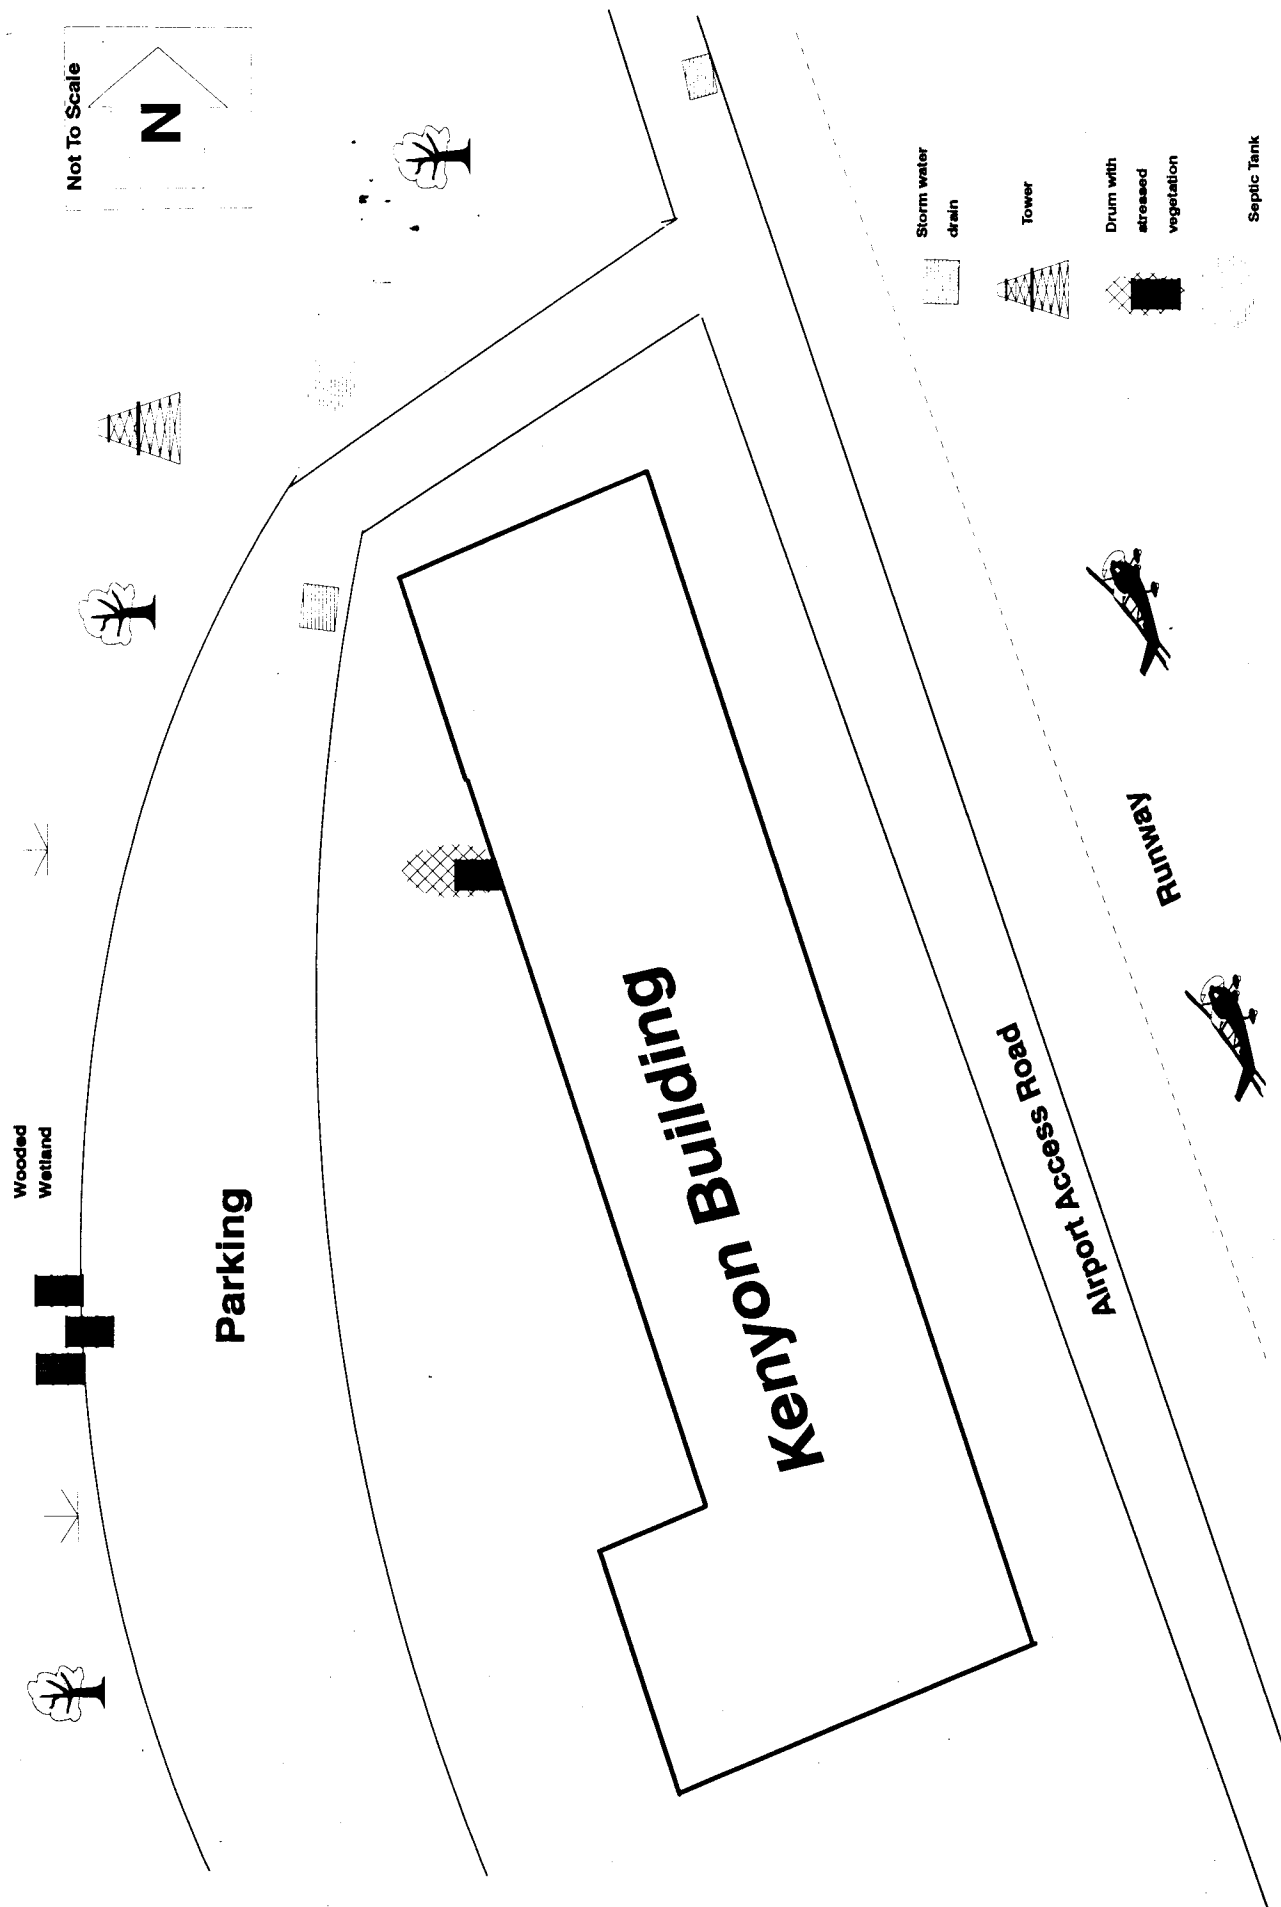 Not To Scale
N
Wooded
Wetland
Parking
Kenyon Building
Airport Access Road
Runway
Storm water
drain
Tower
Drum with
stressed
vegetation
Septic Tank